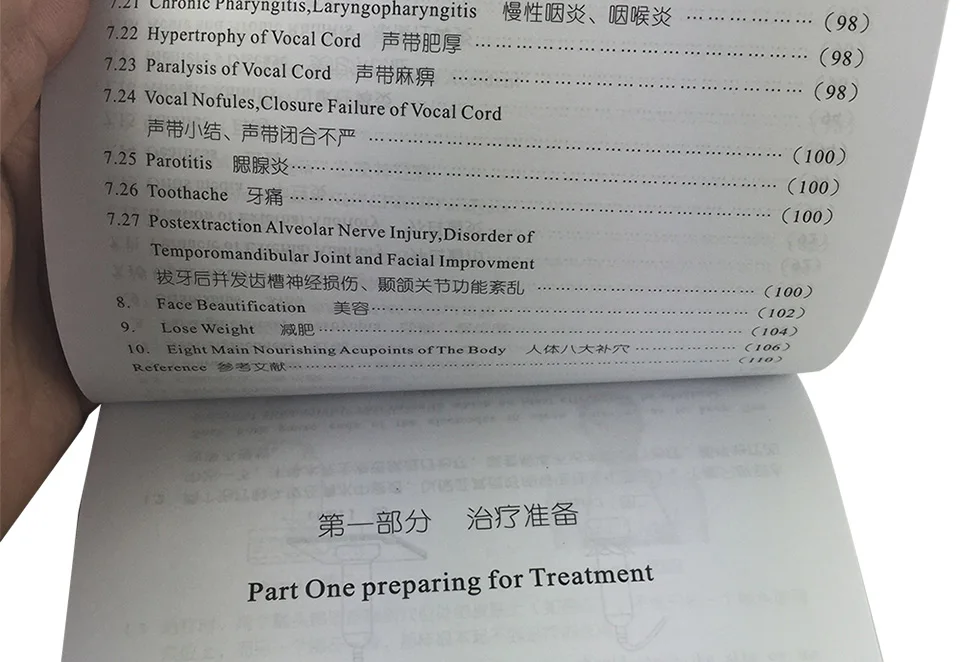 7.21 Chronic Pharyngitis,Laryngopharyngitis 慢性咽炎、咽喉炎 ……………… (98)
7.22 Hypertrophy of Vocal Cord 声带肥厚 ……………………………………… (98)
7.23 Paralysis of Vocal Cord 声带麻痹 ………………………………………… (98)
7.24 Vocal Nofules,Closure Failure of Vocal Cord
声带小结、声带闭合不严 ……………………………………………………… (100)
7.25 Parotitis 腮腺炎…………………………………………………………… (100)
7.26 Toothache 牙痛 …………………………………………………………… (100)
7.27 Postextraction Alveolar Nerve Injury,Disorder of
Temporomandibular Joint and Facial Improvment
拔牙后并发齿槽神经损伤、颞颌关节功能紊乱 ……………………………… (100)
8. Face Beautification 美容…………………………………………………… (102)
9. Lose Weight 减肥 ………………………………………………………… (104)
10. Eight Main Nourishing Acupoints of The Body 人体八大补穴 ……………… (106)
Reference 参考文献…………………………………………………………… (110)
第一部分 治疗准备
Part One preparing for Treatment